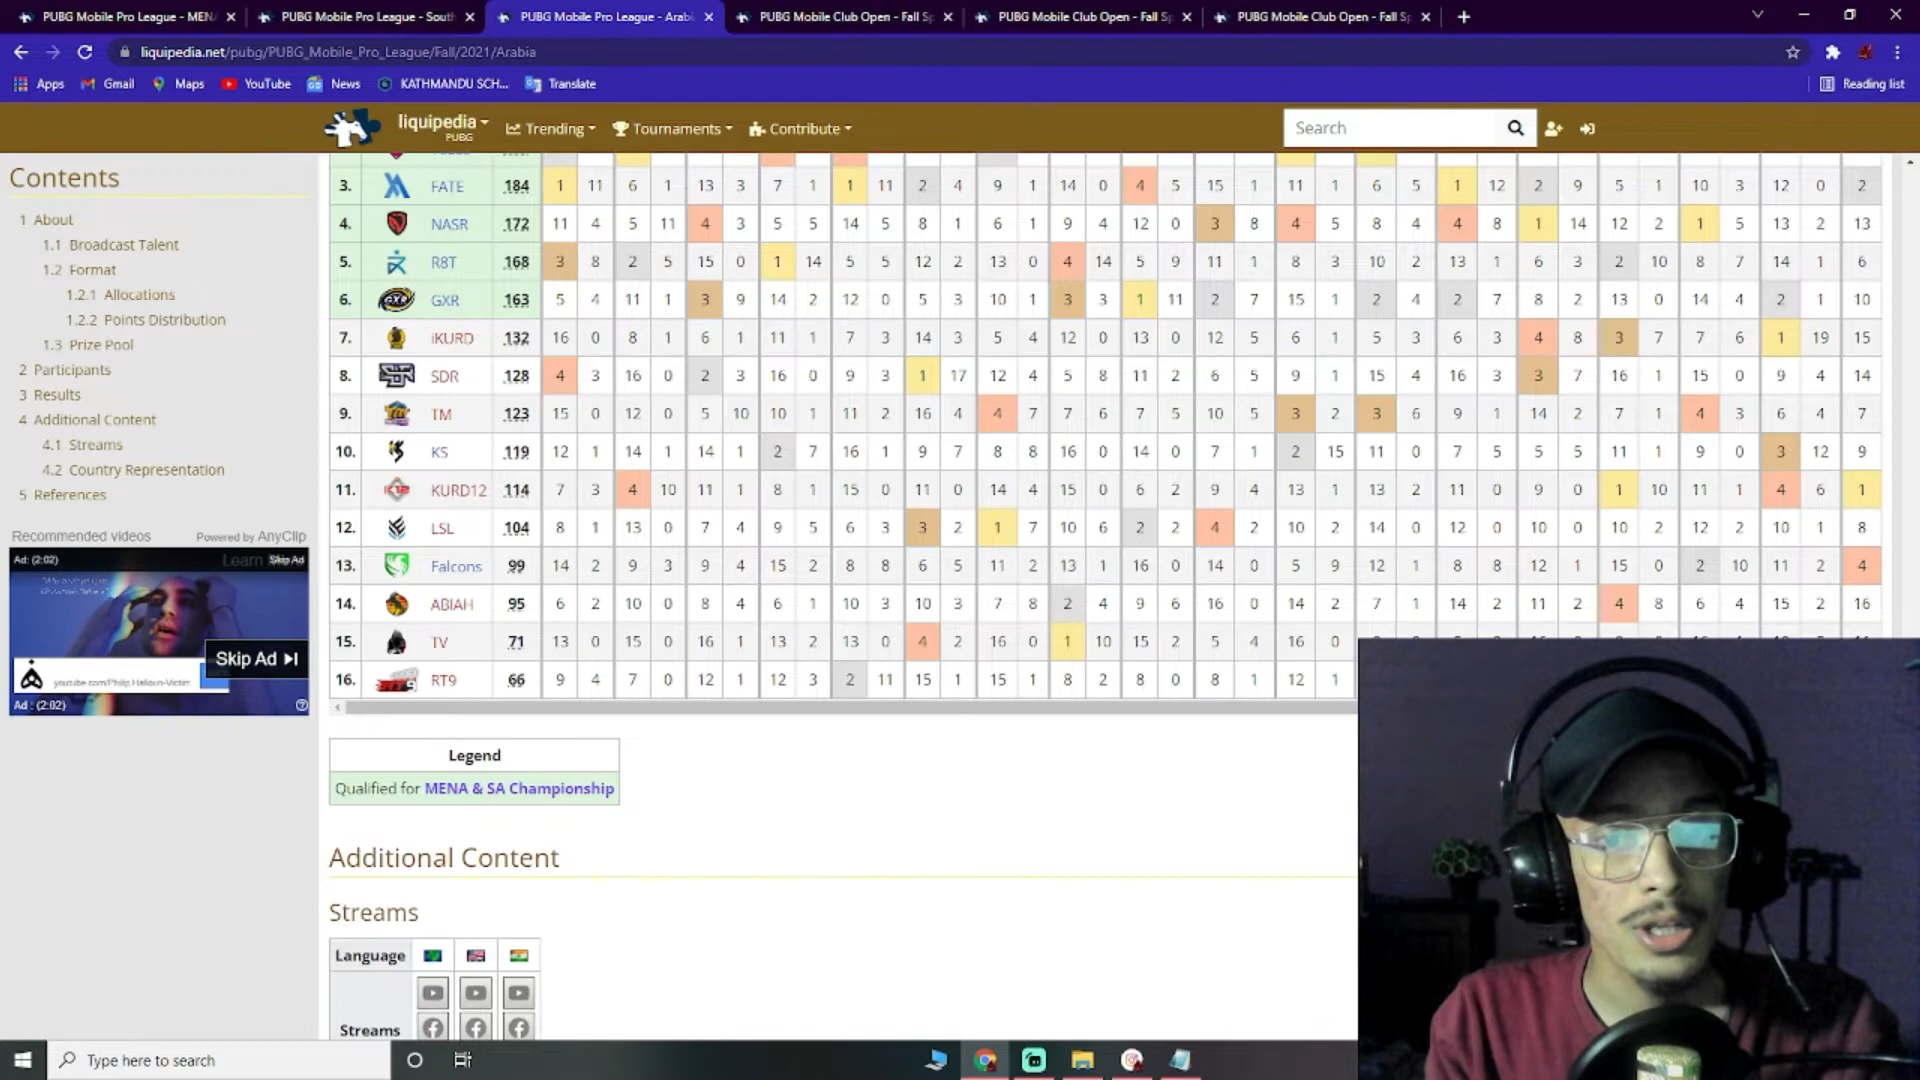 PUBG Mobile Pro League - MENA
PUBG Mobile Pro League - South
PUBG Mobile Pro League - Arabi
PUBG Mobile Club Open - Fall Sp
PUBG Mobile Club Open - Fall Sp
PUBG Mobile Club Open - Fall Sp
liquipedia.net/pubg/PUBG_Mobile_Pro_League/Fall/2021/Arabia
Apps Gmail Maps YouTube News KATHMANDU SCH... Translate Reading list
liquipedia PUBG Trending Tournaments Contribute Search
Contents
1 About
1.1 Broadcast Talent
1.2 Format
1.2.1 Allocations
1.2.2 Points Distribution
1.3 Prize Pool
2 Participants
3 Results
4 Additional Content
4.1 Streams
4.2 Country Representation
5 References
Recommended videos Powered by AnyClip
Ad: (2:02) Learn Skip Ad
Skip Ad
youtube.com/Philip.Halloun-Victim
Ad : (2:02)
3. FATE 184 1 11 6 1 13 3 7 1 1 11 2 4 9 1 14 0 4 5 15 1 11 1 6 5 1 12 2 9 5 1 10 3 12 0 2
4. NASR 172 11 4 5 11 4 3 5 5 14 5 8 1 6 1 9 4 12 0 3 8 4 5 8 4 4 8 1 14 12 2 1 5 13 2 13
5. R8T 168 3 8 2 5 15 0 1 14 5 5 12 2 13 0 4 14 5 9 11 1 8 3 10 2 13 1 6 3 2 10 8 7 14 1 6
6. GXR 163 5 4 11 1 3 9 14 2 12 0 5 3 10 1 3 3 1 11 2 7 15 1 2 4 2 7 8 2 13 0 14 4 2 1 10
7. iKURD 132 16 0 8 1 6 1 11 1 7 3 14 3 5 4 12 0 13 0 12 5 6 1 5 3 6 3 4 8 3 7 7 6 1 19 15
8. SDR 128 4 3 16 0 2 3 16 0 9 3 1 17 12 4 5 8 11 2 6 5 9 1 15 4 16 3 3 7 16 1 15 0 9 4 14
9. TM 123 15 0 12 0 5 10 10 1 11 2 16 4 4 7 7 6 7 5 10 5 3 2 3 6 9 1 14 2 7 1 4 3 6 4 7
10. KS 119 12 1 14 1 14 1 2 7 16 1 9 7 8 8 16 0 14 0 7 1 2 15 11 0 7 5 5 5 11 1 9 0 3 12 9
11. KURD12 114 7 3 4 10 11 1 8 1 15 0 11 0 14 4 15 0 6 2 9 4 13 1 13 2 11 0 9 0 1 10 11 1 4 6 1
12. LSL 104 8 1 13 0 7 4 9 5 6 3 3 2 1 7 10 6 2 2 4 2 10 2 14 0 12 0 10 0 10 2 12 2 10 1 8
13. Falcons 99 14 2 9 3 9 4 15 2 8 8 6 5 11 2 13 1 16 0 14 0 5 9 12 1 8 8 12 1 15 0 2 10 11 2 4
14. ABIAH 95 6 2 10 0 8 4 6 1 10 3 10 3 7 8 2 4 9 6 16 0 14 2 7 1 14 2 11 2 4 8 6 4 15 2 16
15. TV 71 13 0 15 0 16 1 13 2 13 0 4 2 16 0 1 10 15 2 5 4 16 0
16. RT9 66 9 4 7 0 12 1 12 3 2 11 15 1 15 1 8 2 8 0 8 1 12 1
Legend
Qualified for MENA & SA Championship
Additional Content
Streams
Language
Streams
Type here to search